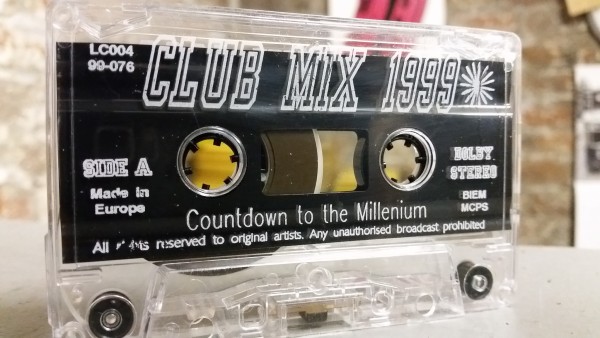 LC004
99-076
CLUB MIX 1999
SIDE A
DOLBY
STEREO
Made in
Europe
BIEM
MCPS
Countdown to the Millenium
All reserved to original artists. Any unauthorised broadcast prohibited